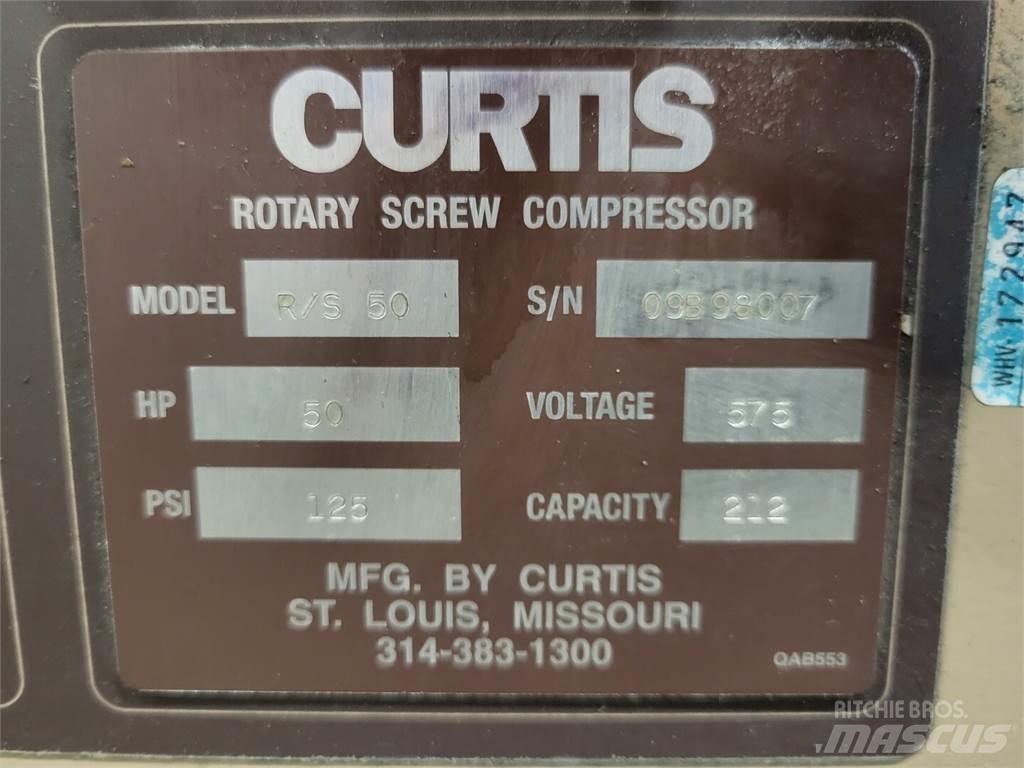 CURTIS
ROTARY SCREW COMPRESSOR
MODEL R/S 50 S/N 09B98007
HP 50 VOLTAGE 575
PSI 125 CAPACITY 212
MFG. BY CURTIS
ST. LOUIS, MISSOURI
314-383-1300
QAB553
WHV-172947
RITCHIE BROS.
MASCUS